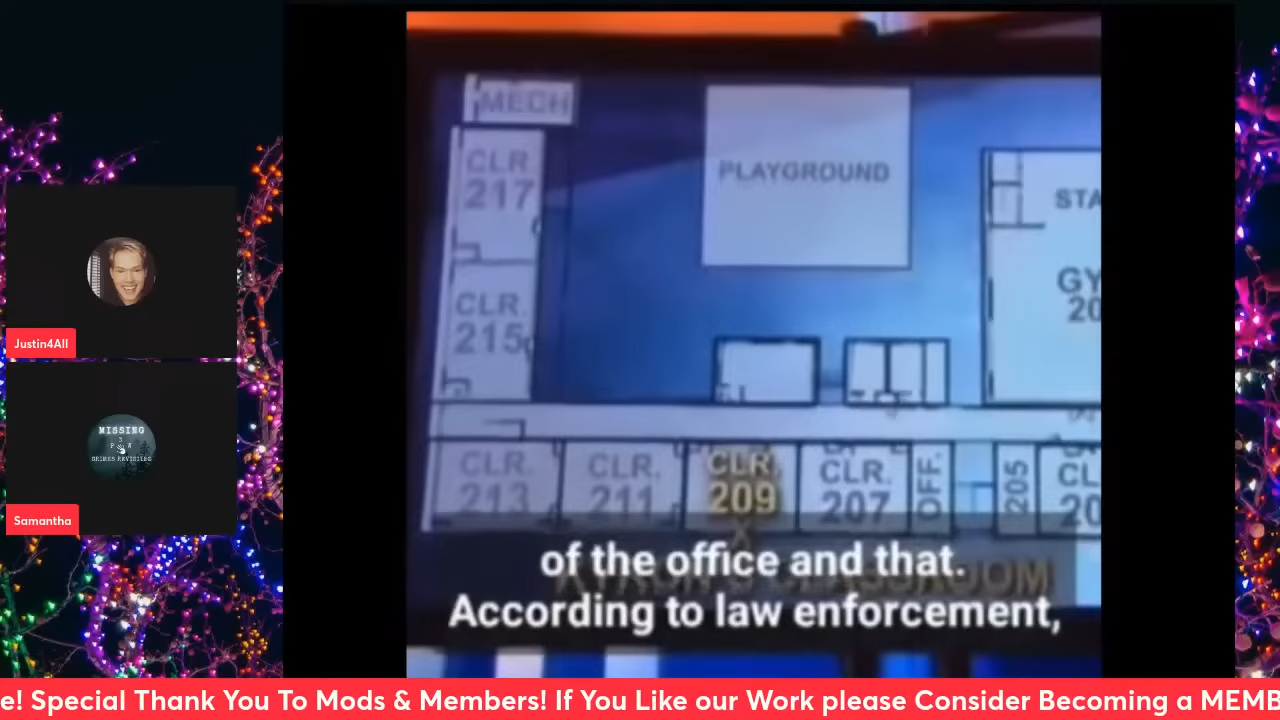 MECH
CLR
217
PLAYGROUND
STA
GY
20
CLR.
215
CLR.
213
CLR.
211
CLR.
209
X
CLR.
207
OFF.
205
CL
20
of the office and that.
According to law enforcement,
Justin4All
MISSING
CRIMES REVISITED
Samantha
e! Special Thank You To Mods & Members! If You Like our Work please Consider Becoming a MEMB